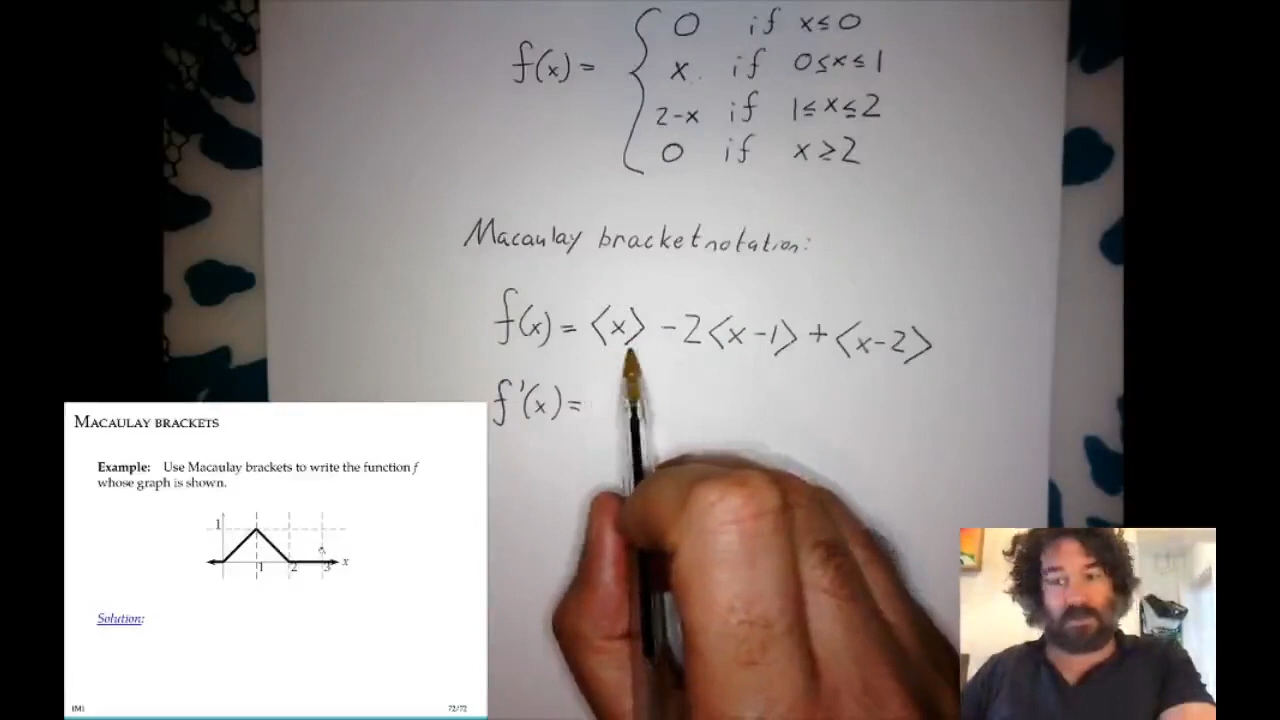 f(x) = { 0 if x ≤ 0
x if 0 ≤ x ≤ 1
2-x if 1 ≤ x ≤ 2
0 if x ≥ 2
Macaulay bracket notation:
f(x) = ⟨x⟩ - 2⟨x-1⟩ + ⟨x-2⟩
f'(x) =
MACAULAY BRACKETS
Example: Use Macaulay brackets to write the function f
whose graph is shown.
1
1 2 3 x
Solution:
IM1 72/72